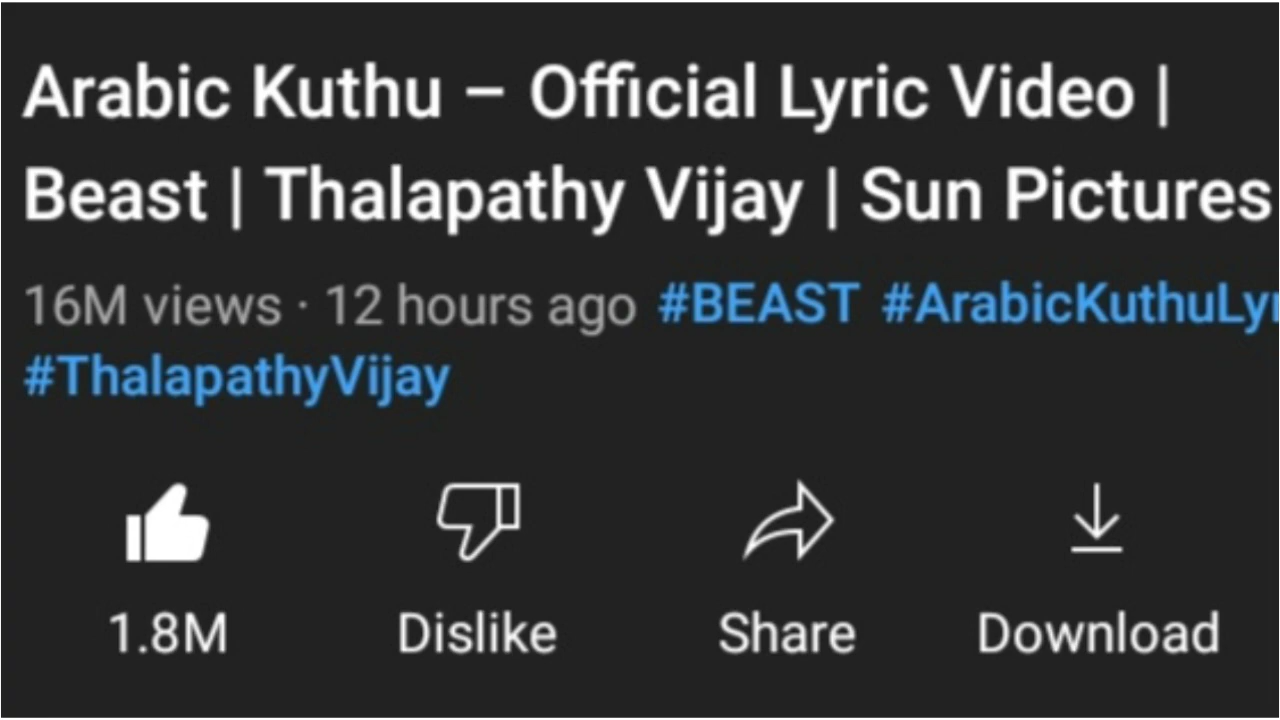 Arabic Kuthu – Official Lyric Video |
Beast | Thalapathy Vijay | Sun Pictures
16M views · 12 hours ago #BEAST #ArabicKuthuLyr
#ThalapathyVijay
1.8M Dislike Share Download